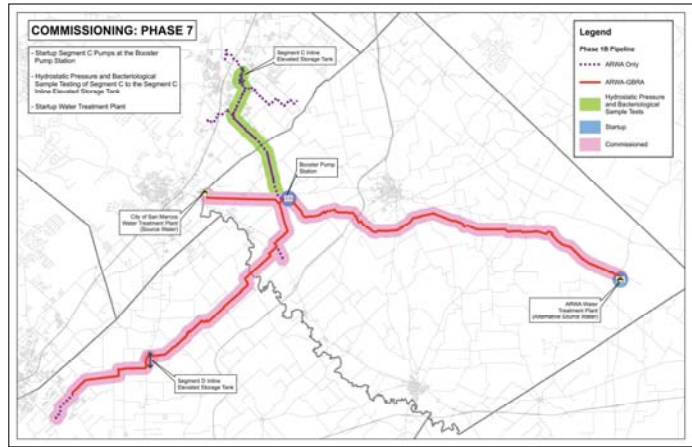 COMMISSIONING: PHASE 7
- Startup Segment C Pumps at the Booster
Pump Station
- Hydrostatic Pressure and Bacteriological
Sample Testing of Segment C to the Segment C
Inline Elevated Storage Tank
- Startup Water Treatment Plant
Segment C Inline
Elevated Storage Tank
Booster Pump
Station
City of San Marcos
Water Treatment Plant
(Source Water)
ARWA Water
Treatment Plant
(Alternative Source Water)
Segment D Inline
Elevated Storage Tank
Legend
Phase 1B Pipeline
ARWA Only
ARWA-GBRA
Hydrostatic Pressure
and Bacteriological
Sample Tests
Startup
Commissioned